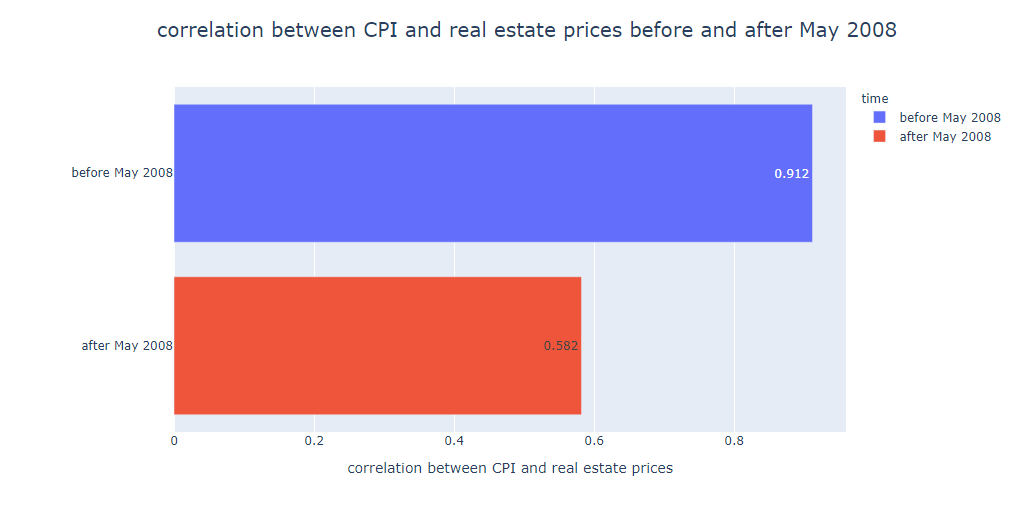 correlation between CPI and real estate prices before and after May 2008
time
before May 2008
after May 2008
before May 2008
0.912
after May 2008
0.582
0 0.2 0.4 0.6 0.8
correlation between CPI and real estate prices